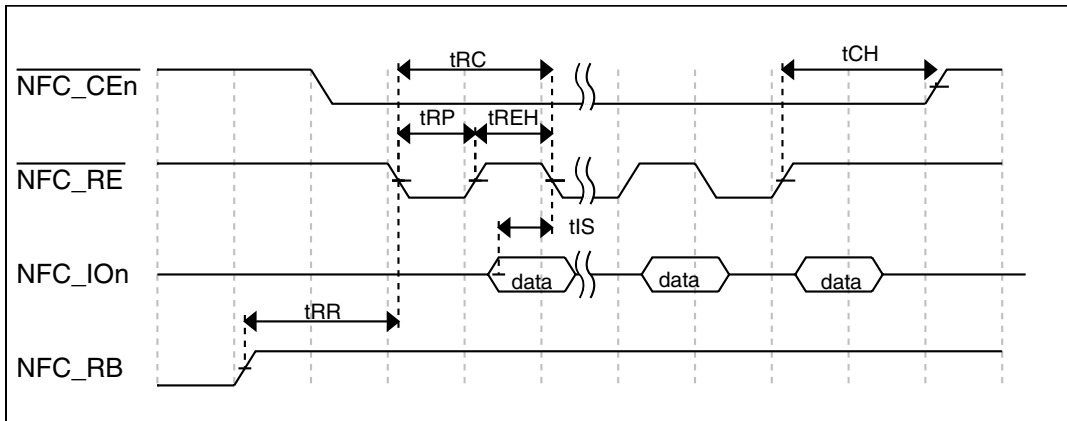 tRC
tCH
NFC_CEn
tRP
tREH
NFC_RE
tIS
NFC_IOn
data
data
data
tRR
NFC_RB